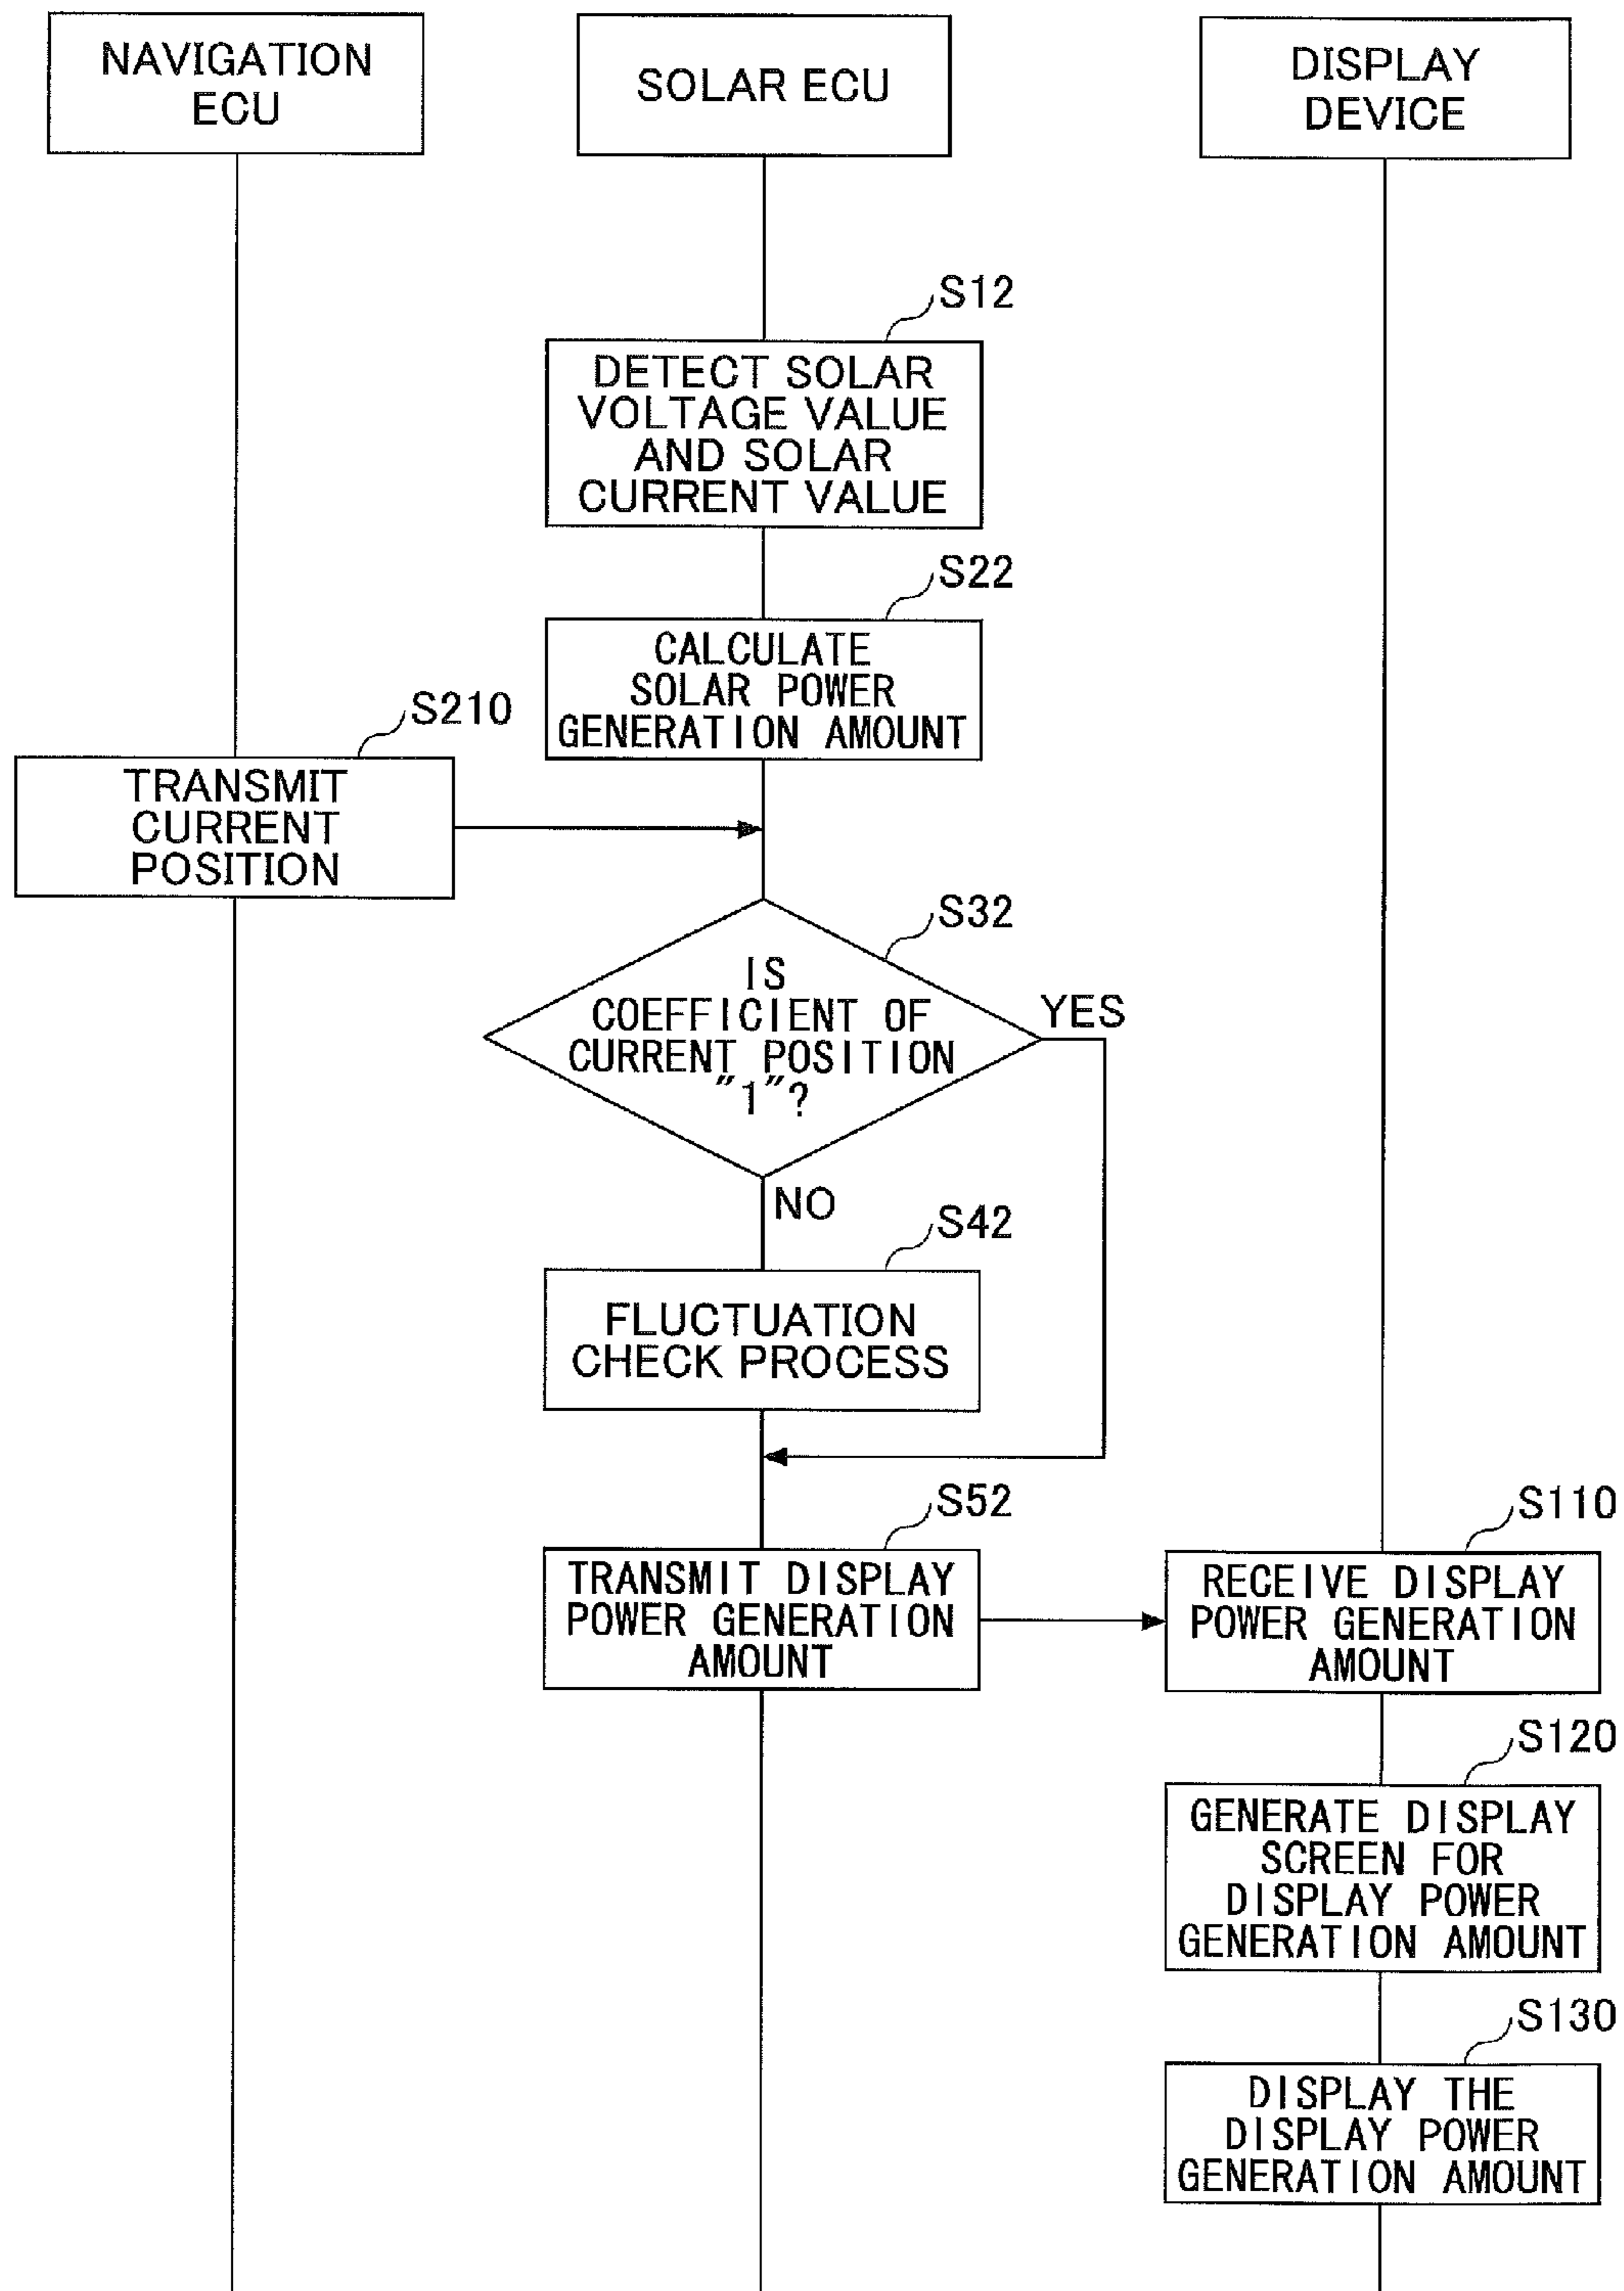 NAVIGATION
ECU
SOLAR ECU
DISPLAY
DEVICE
S12
DETECT SOLAR
VOLTAGE VALUE
AND SOLAR
CURRENT VALUE
S22
CALCULATE
SOLAR POWER
GENERATION AMOUNT
S210
TRANSMIT
CURRENT
POSITION
S32
IS
COEFFICIENT OF
CURRENT POSITION
"1"?
YES
NO
S42
FLUCTUATION
CHECK PROCESS
S52
TRANSMIT DISPLAY
POWER GENERATION
AMOUNT
S110
RECEIVE DISPLAY
POWER GENERATION
AMOUNT
S120
GENERATE DISPLAY
SCREEN FOR
DISPLAY POWER
GENERATION AMOUNT
S130
DISPLAY THE
DISPLAY POWER
GENERATION AMOUNT